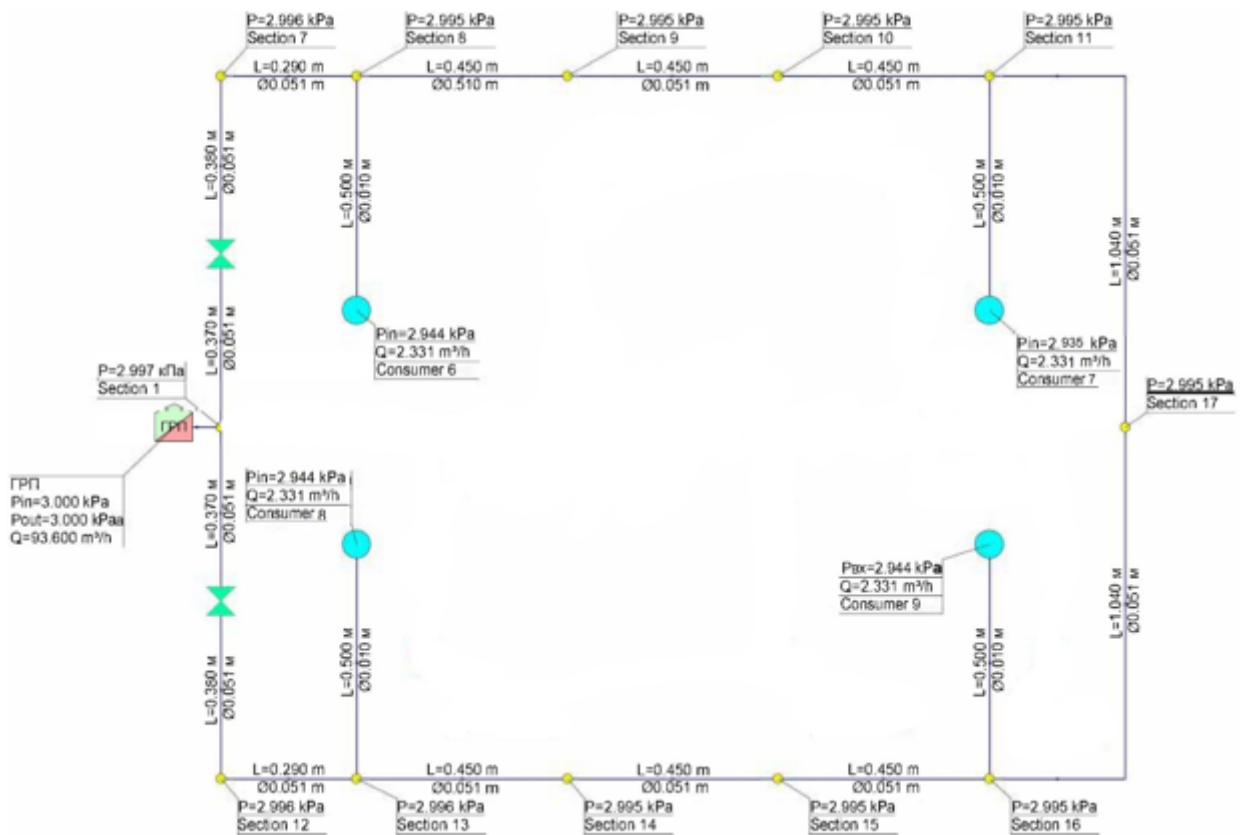 P=2.996 kPa
Section 7
P=2.995 kPa
Section 8
P=2.995 kPa
Section 9
P=2.995 kPa
Section 10
P=2.995 kPa
Section 11
L=0.290 m
Ø0.051 m
L=0.450 m
Ø0.510 m
L=0.450 m
Ø0.051 m
L=0.450 m
Ø0.051 m
L=0.380 м
Ø0.051 м
L=0.500 м
Ø0.010 м
L=0.500 м
Ø0.010 м
L=1.040 м
Ø0.051 м
L=0.370 м
Ø0.051 м
Pin=2.944 kPa
Q=2.331 m³/h
Consumer 6
Pin=2.935 kPa
Q=2.331 m³/h
Consumer 7
P=2.997 кПа
Section 1
ГРП
P=2.995 kPa
Section 17
ГРП
Pin=3.000 kPa
Pout=3.000 kPaa
Q=93.600 m³/h
L=0.370 м
Ø0.051 м
Pin=2.944 kPa
Q=2.331 m³/h
Consumer 8
Pвх=2.944 kPa
Q=2.331 m³/h
Consumer 9
L=0.380 м
Ø0.051 м
L=0.500 м
Ø0.010 м
L=0.500 м
Ø0.010 м
L=1.040 м
Ø0.051 м
L=0.290 m
Ø0.051 m
L=0.450 m
Ø0.051 m
L=0.450 m
Ø0.051 m
L=0.450 m
Ø0.051 m
P=2.996 kPa
Section 12
P=2.996 kPa
Section 13
P=2.995 kPa
Section 14
P=2.995 kPa
Section 15
P=2.995 kPa
Section 16